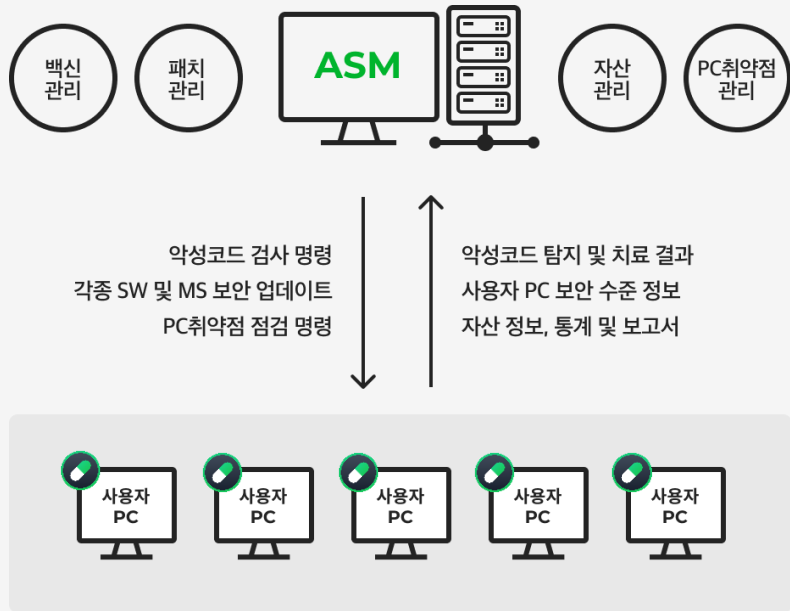 백신
관리
패치
관리
ASM
자산
관리
PC취약점
관리
악성코드 검사 명령
각종 SW 및 MS 보안 업데이트
PC취약점 점검 명령
악성코드 탐지 및 치료 결과
사용자 PC 보안 수준 정보
자산 정보, 통계 및 보고서
사용자
PC
사용자
PC
사용자
PC
사용자
PC
사용자
PC